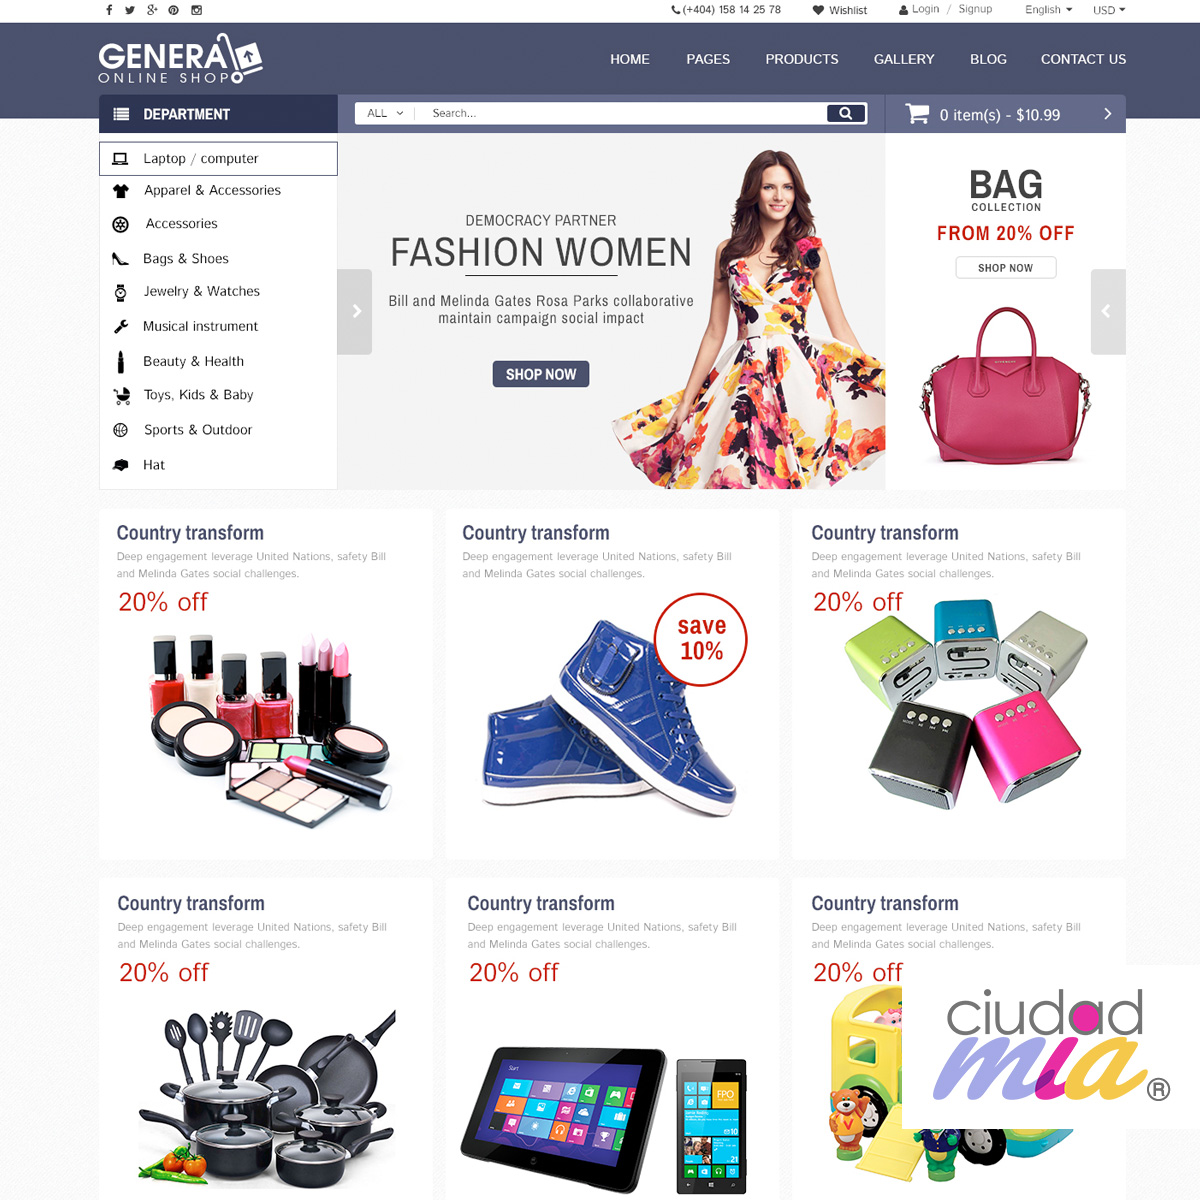 (+404) 158 14 25 78
Wishlist
Login / Signup
English
USD
GENERAL
ONLINE SHOP
HOME
PAGES
PRODUCTS
GALLERY
BLOG
CONTACT US
DEPARTMENT
ALL
Search...
0 item(s) - $10.99
Laptop / computer
Apparel & Accessories
Accessories
Bags & Shoes
Jewelry & Watches
Musical instrument
Beauty & Health
Toys, Kids & Baby
Sports & Outdoor
Hat
DEMOCRACY PARTNER
FASHION WOMEN
Bill and Melinda Gates Rosa Parks collaborative
maintain campaign social impact
SHOP NOW
BAG
COLLECTION
FROM 20% OFF
SHOP NOW
Country transform
Deep engagement leverage United Nations, safety Bill
and Melinda Gates social challenges.
20% off
Country transform
Deep engagement leverage United Nations, safety Bill
and Melinda Gates social challenges.
save
10%
Country transform
Deep engagement leverage United Nations, safety Bill
and Melinda Gates social challenges.
20% off
Country transform
Deep engagement leverage United Nations, safety Bill
and Melinda Gates social challenges.
20% off
Country transform
Deep engagement leverage United Nations, safety Bill
and Melinda Gates social challenges.
20% off
Start
FPO
10
21
Country transform
Deep engagement leverage United Nations, safety Bill
and Melinda Gates social challenges.
20% off
V
ciudad
mia®